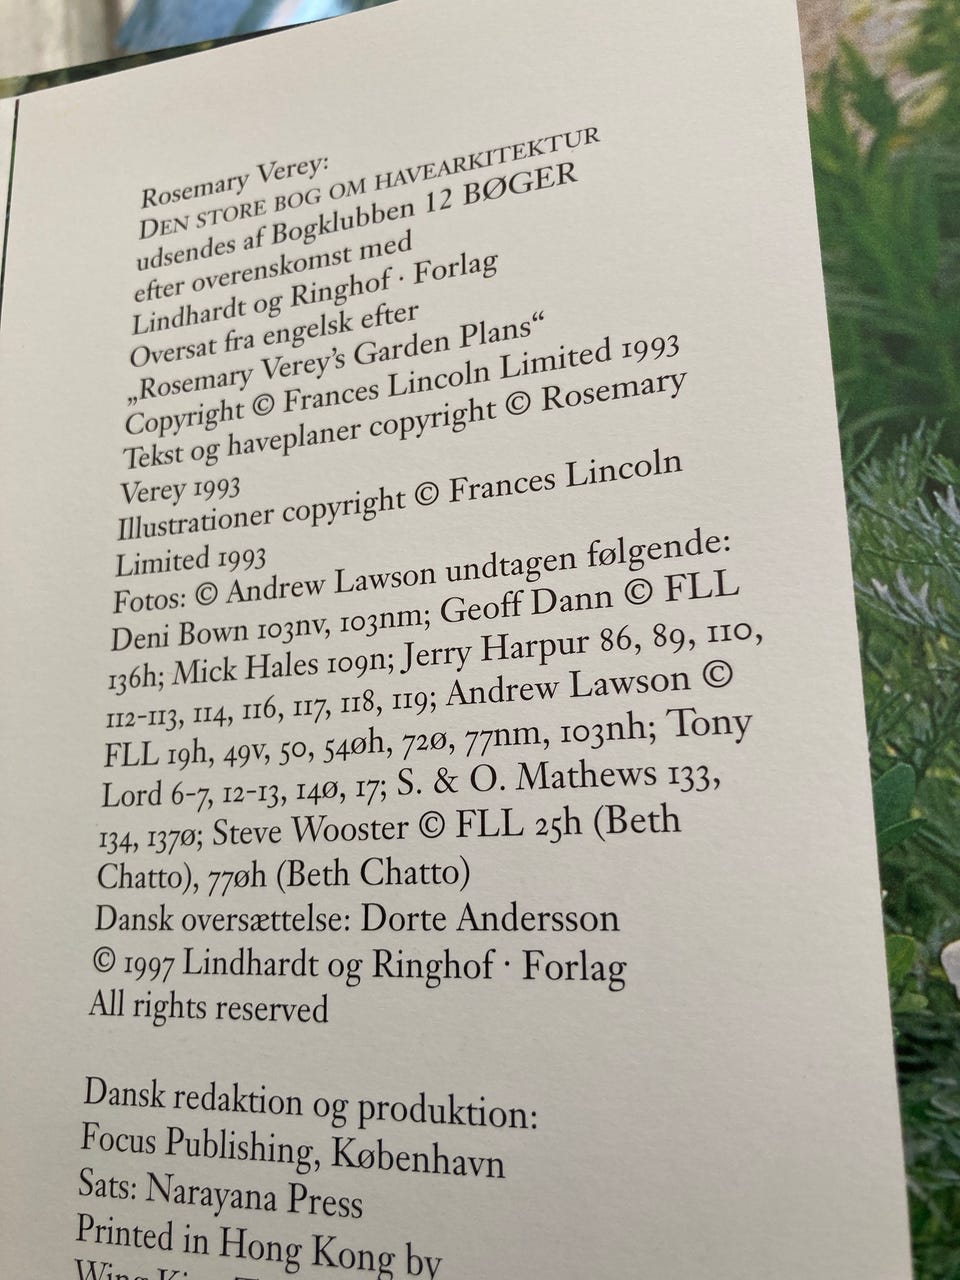 Rosemary Verey:
DEN STORE BOG OM HAVEARKITEKTUR
udsendes af Bogklubben 12 BØGER
efter overenskomst med
Lindhardt og Ringhof · Forlag
Oversat fra engelsk efter
„Rosemary Verey’s Garden Plans“
Copyright © Frances Lincoln Limited 1993
Tekst og haveplaner copyright © Rosemary
Verey 1993
Illustrationer copyright © Frances Lincoln
Limited 1993
Fotos: © Andrew Lawson undtagen følgende:
Deni Bown 103nv, 103nm; Geoff Dann © FLL
136h; Mick Hales 109n; Jerry Harpur 86, 89, 110,
112-113, 114, 116, 117, 118, 119; Andrew Lawson ©
FLL 19h, 49v, 50, 54øh, 72ø, 77nm, 103nh; Tony
Lord 6-7, 12-13, 14ø, 17; S. & O. Mathews 133,
134, 137ø; Steve Wooster © FLL 25h (Beth
Chatto), 77øh (Beth Chatto)
Dansk oversættelse: Dorte Andersson
© 1997 Lindhardt og Ringhof · Forlag
All rights reserved
Dansk redaktion og produktion:
Focus Publishing, København
Sats: Narayana Press
Printed in Hong Kong by
Wing